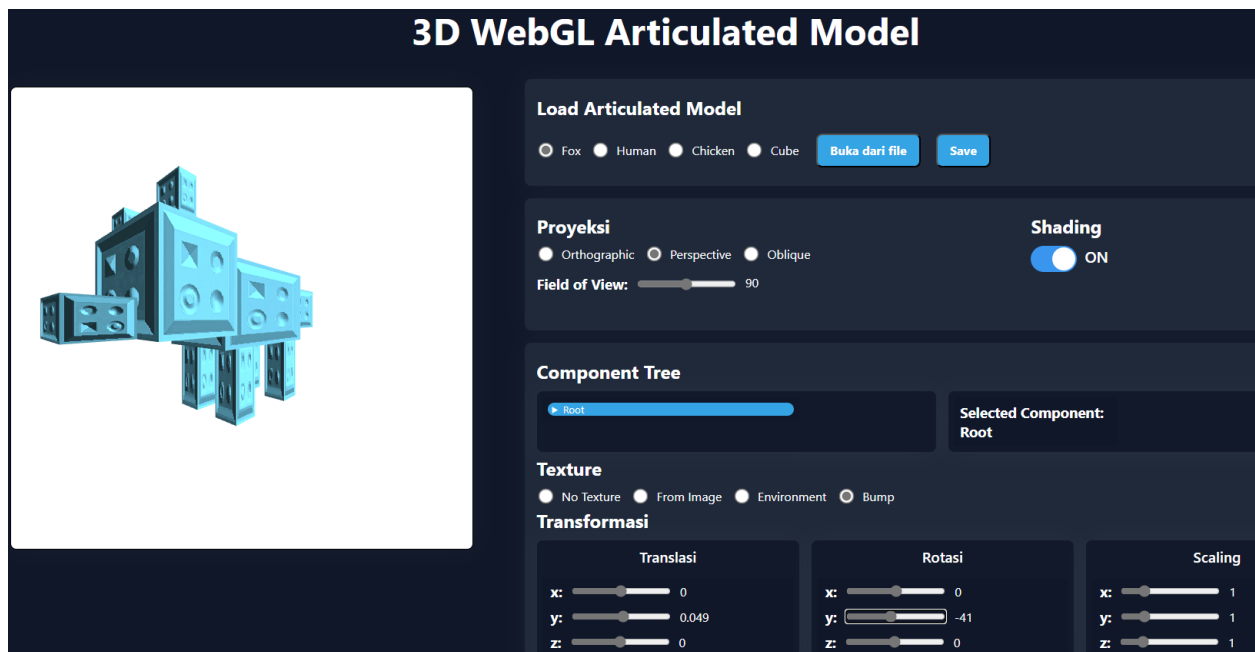 3D WebGL Articulated Model
Load Articulated Model
Fox Human Chicken Cube Buka dari file Save
Proyeksi
Orthographic Perspective Oblique
Field of View: 90
Shading
ON
Component Tree
Root
Selected Component:
Root
Texture
No Texture From Image Environment Bump
Transformasi
Translasi
x: 0
y: 0.049
z: 0
Rotasi
x: 0
y: -41
z: 0
Scaling
x: 1
y: 1
z: 1